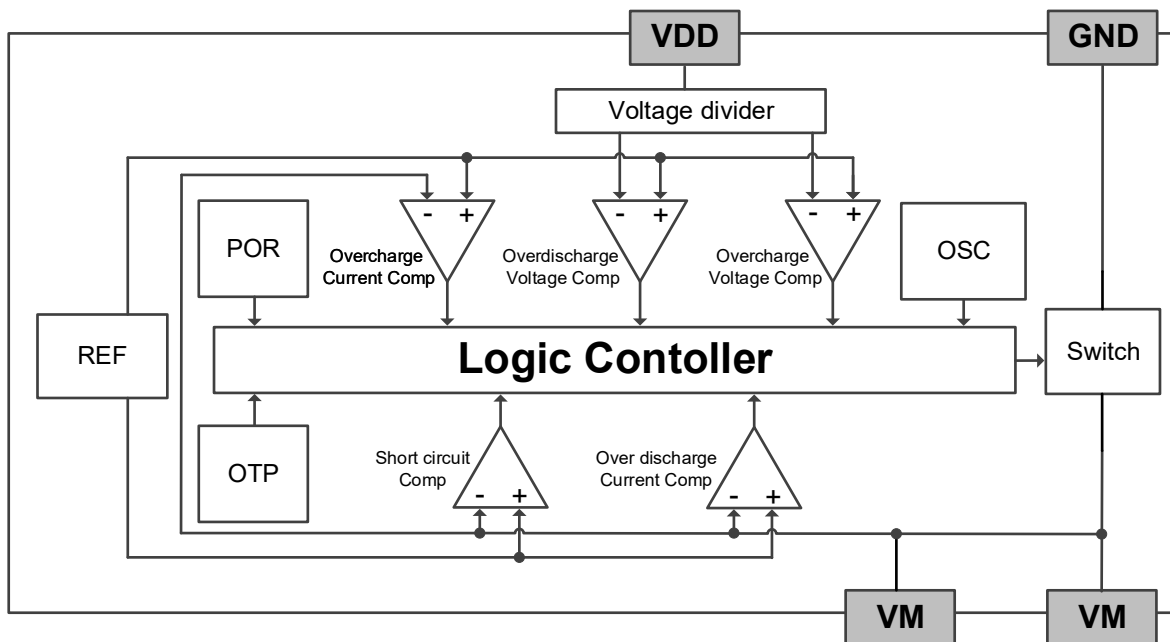 VDD
GND
Voltage divider
- +
- +
- +
POR
Overcharge
Current Comp
Overdischarge
Voltage Comp
Overcharge
Voltage Comp
OSC
REF
Logic Contoller
Switch
OTP
Short circuit
Comp
Over discharge
Current Comp
- +
- +
VM
VM